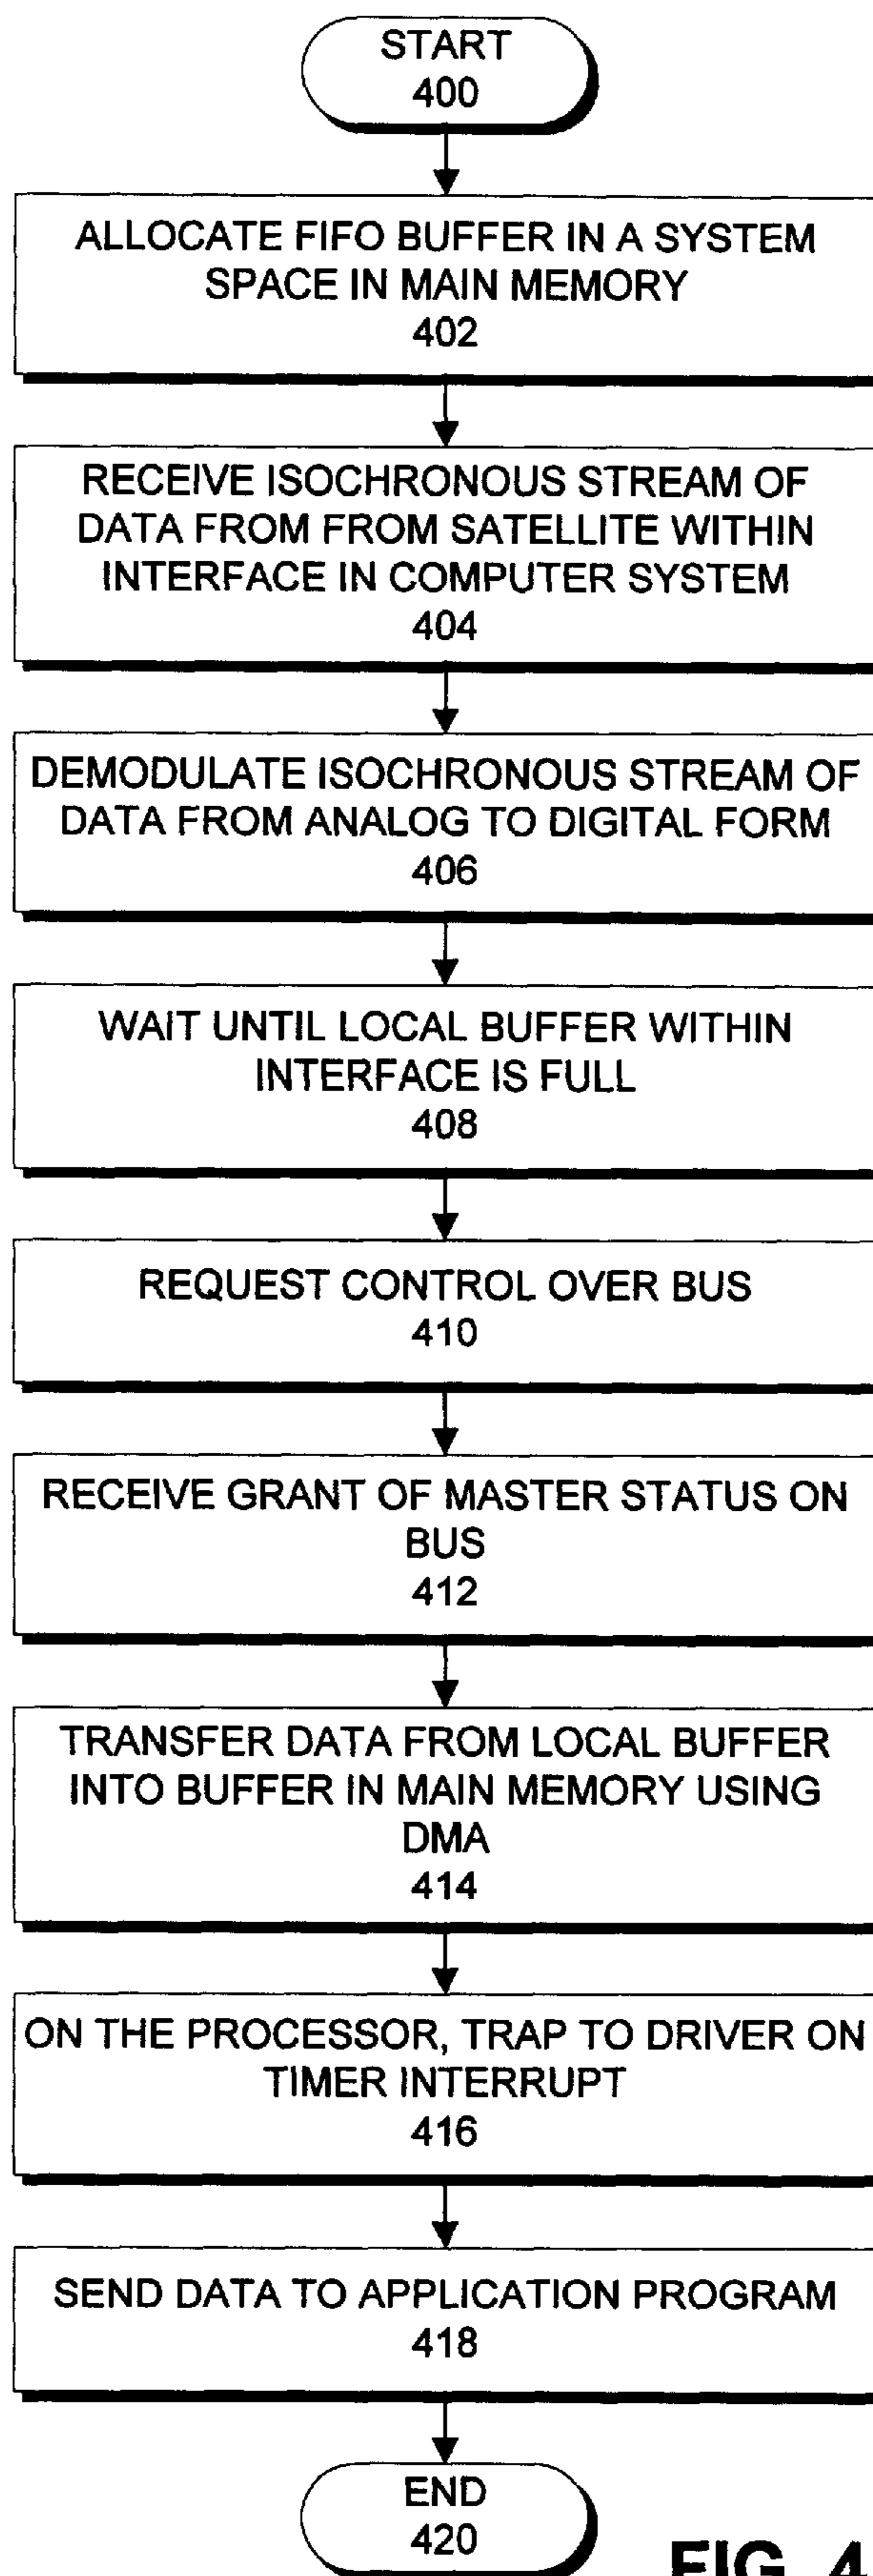 START
400
ALLOCATE FIFO BUFFER IN A SYSTEM
SPACE IN MAIN MEMORY
402
RECEIVE ISOCHRONOUS STREAM OF
DATA FROM FROM SATELLITE WITHIN
INTERFACE IN COMPUTER SYSTEM
404
DEMODULATE ISOCHRONOUS STREAM OF
DATA FROM ANALOG TO DIGITAL FORM
406
WAIT UNTIL LOCAL BUFFER WITHIN
INTERFACE IS FULL
408
REQUEST CONTROL OVER BUS
410
RECEIVE GRANT OF MASTER STATUS ON
BUS
412
TRANSFER DATA FROM LOCAL BUFFER
INTO BUFFER IN MAIN MEMORY USING
DMA
414
ON THE PROCESSOR, TRAP TO DRIVER ON
TIMER INTERRUPT
416
SEND DATA TO APPLICATION PROGRAM
418
END
420
FIG. 4